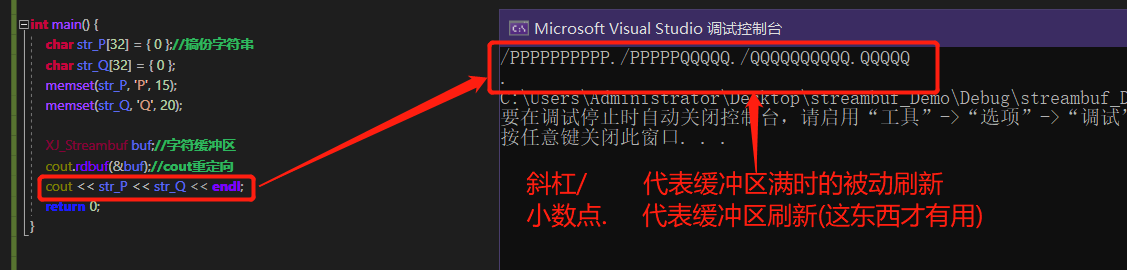 int main() {
char str_P[32] = { 0 };//搞份字符串
char str_Q[32] = { 0 };
memset(str_P, 'P', 15);
memset(str_Q, 'Q', 20);
XJ_Streambuf buf;//字符缓冲区
cout.rdbuf(&buf);//cout重定向
cout << str_P << str_Q << endl;
return 0;
}
Microsoft Visual Studio 调试控制台
/PPPPPPPPPP./PPPPPQQQQQ./QQQQQQQQQQ.QQQQQ
.
C:\Users\Administrator\Desktop\streambuf_Demo\Debug\streambuf_D
要在调试停止时自动关闭控制台，请启用“工具”->“选项”->“调试”
按任意键关闭此窗口. . .
斜杠/ 代表缓冲区满时的被动刷新
小数点. 代表缓冲区刷新(这东西才有用)